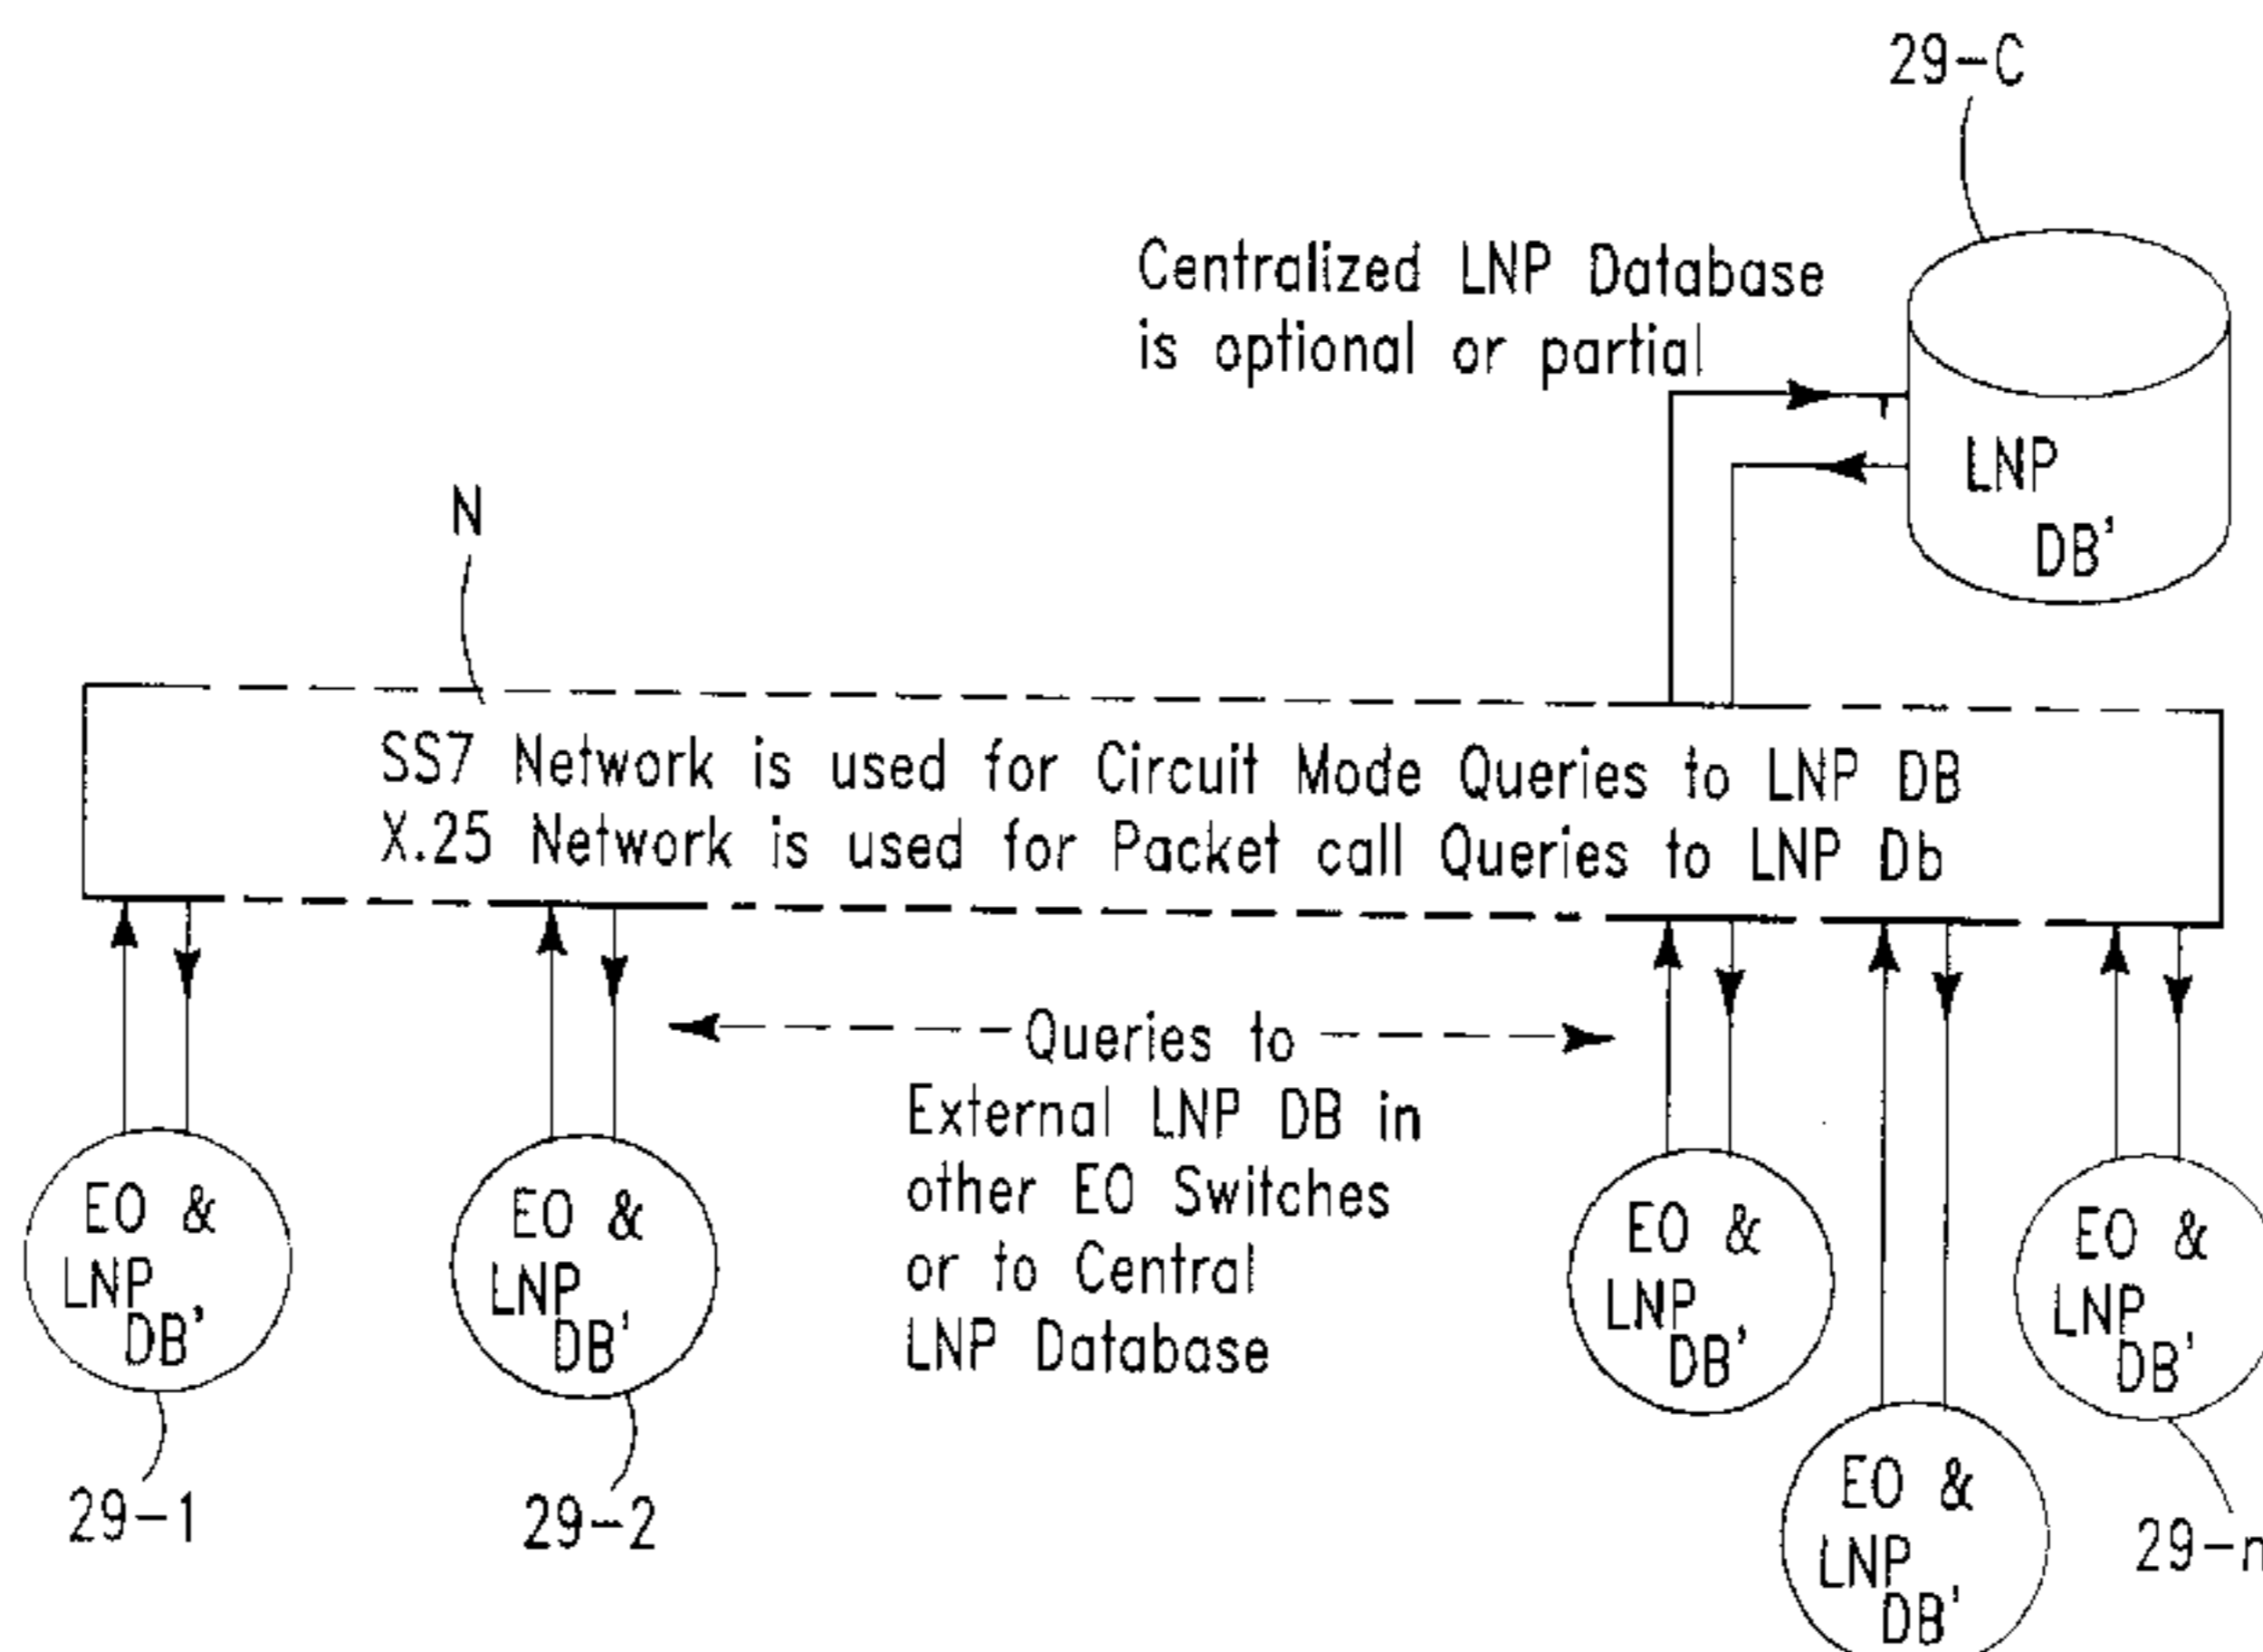 29-C
Centralized LNP Database
is optional or partial
LNP
DB'
N
SS7 Network is used for Circuit Mode Queries to LNP DB
X.25 Network is used for Packet call Queries to LNP Db
Queries to
External LNP DB in
other EO Switches
or to Central
LNP Database
EO &
LNP
DB'
29-1
EO &
LNP
DB'
29-2
EO &
LNP
DB'
EO &
LNP
DB'
EO &
LNP
DB'
29-n